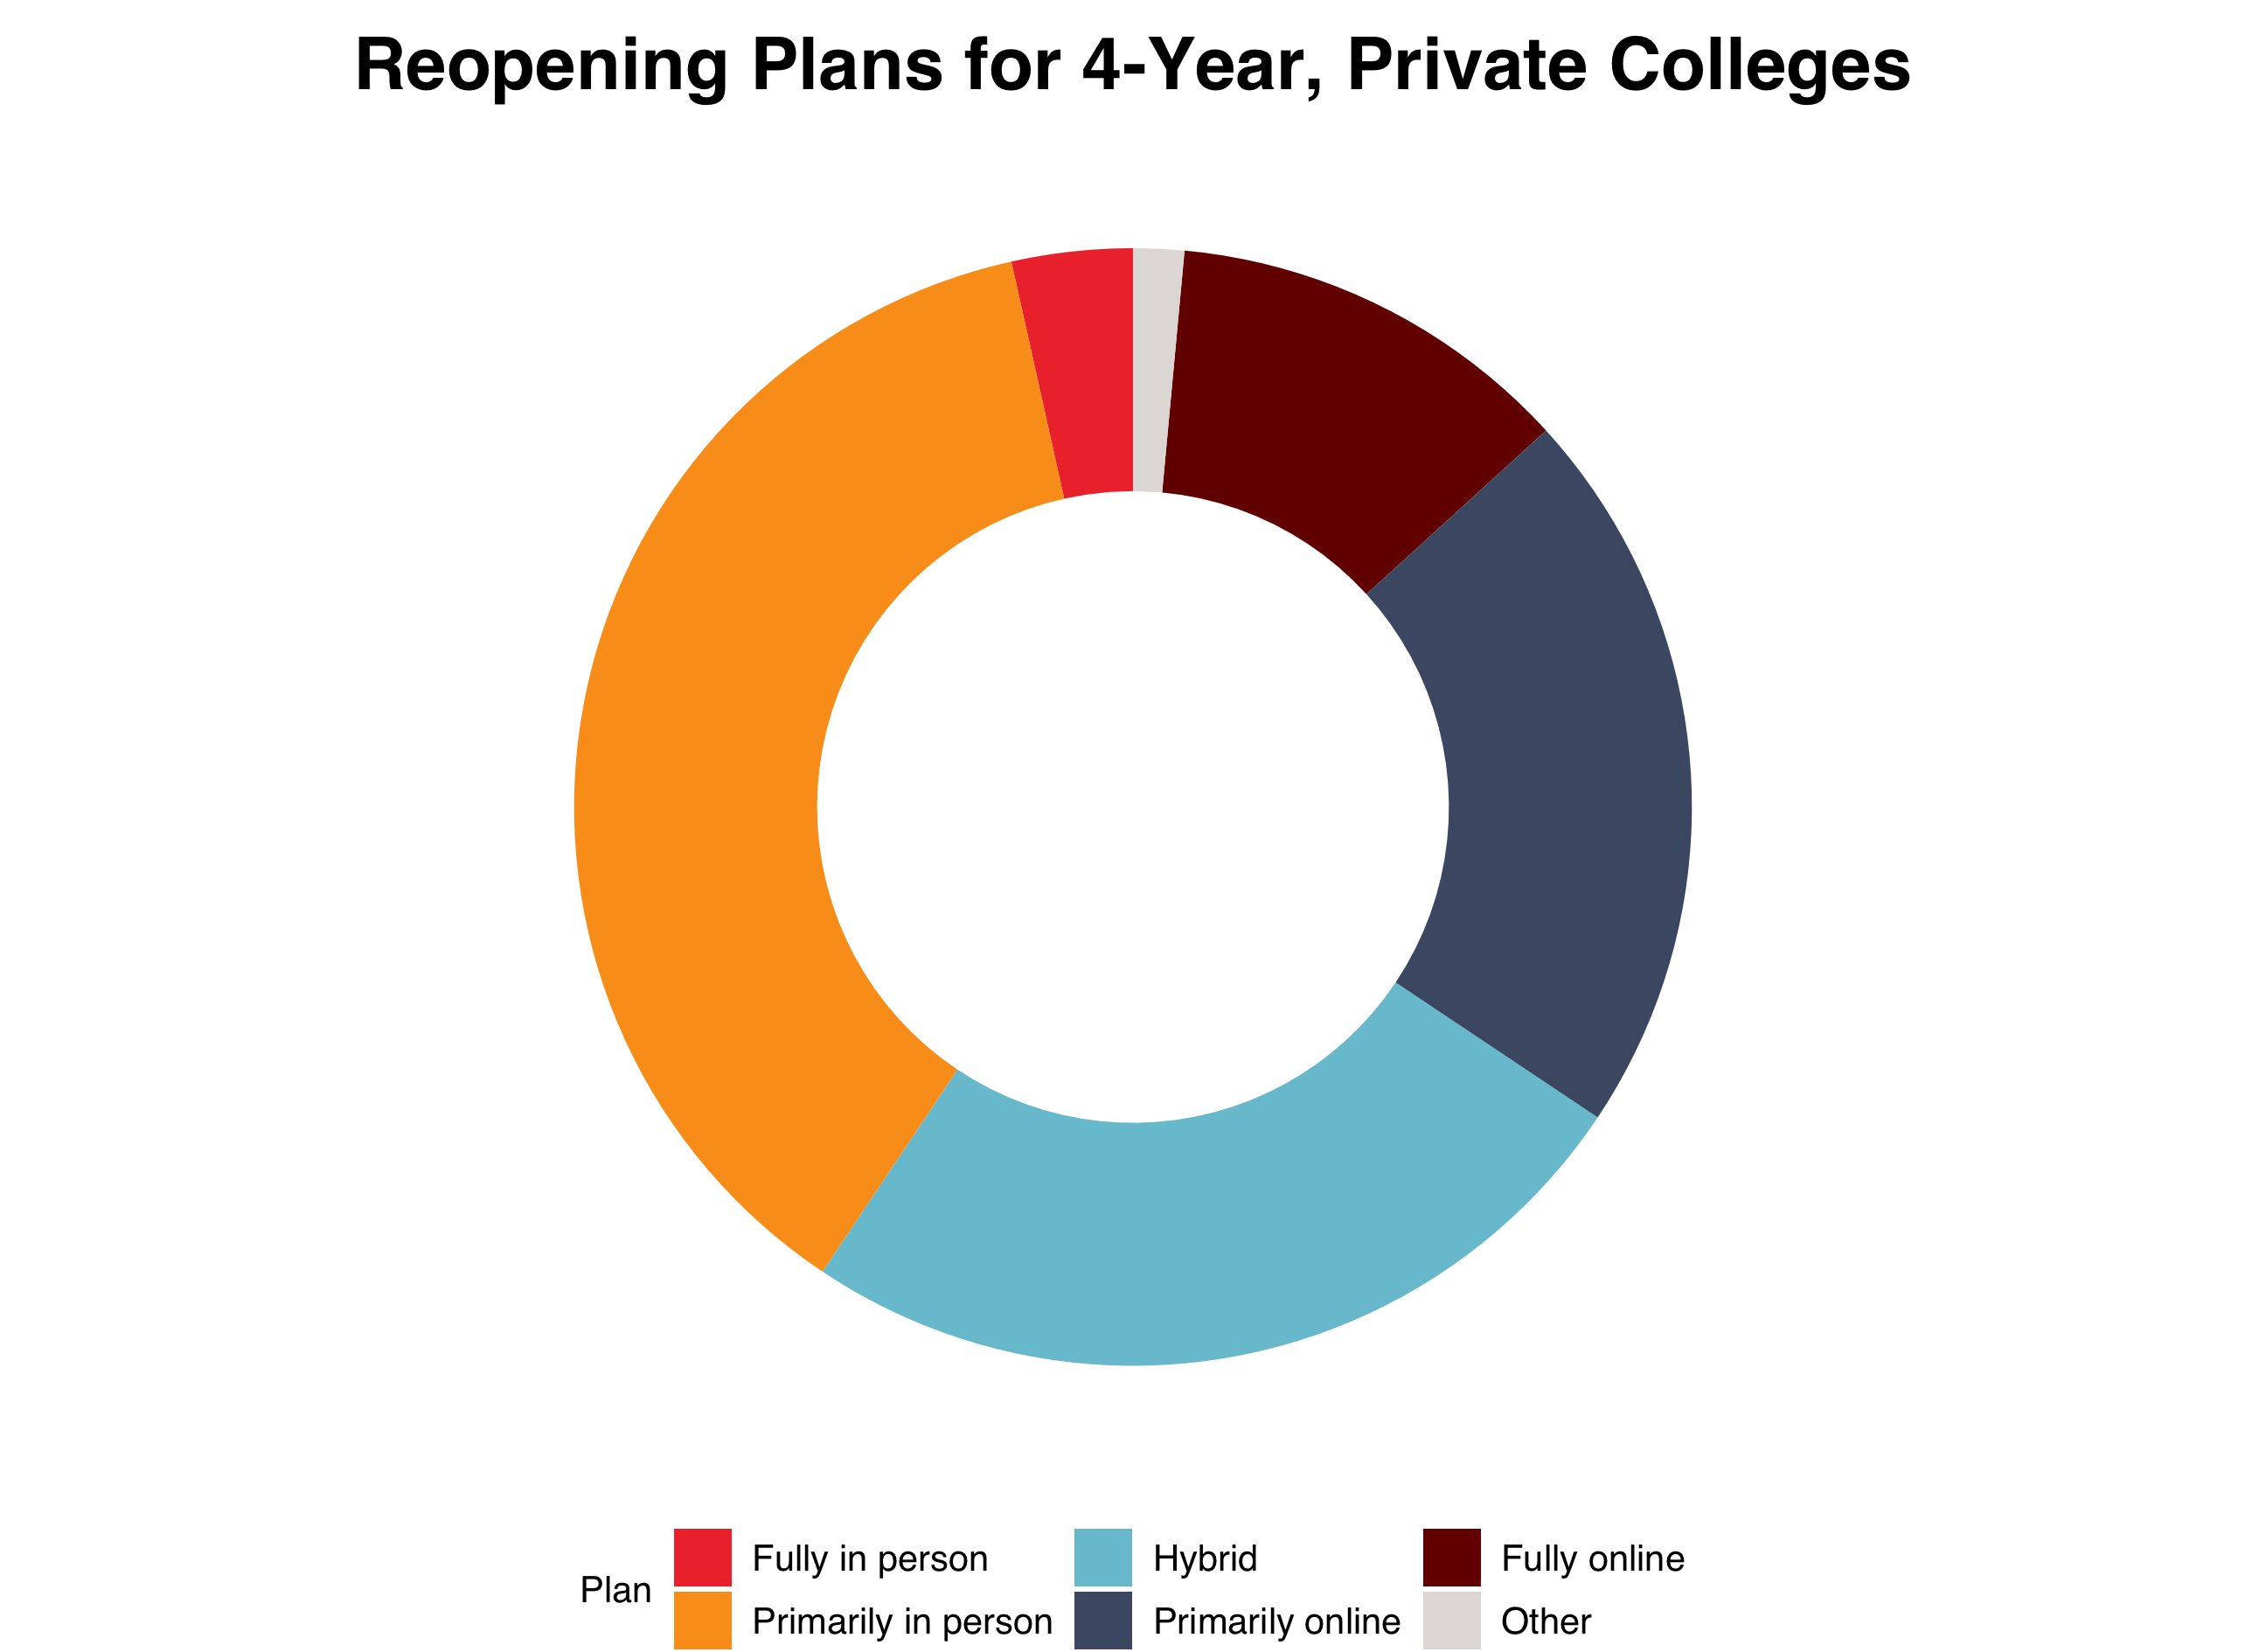 Reopening Plans for 4-Year, Private Colleges
Plan
Fully in person
Primarily in person
Hybrid
Primarily online
Fully online
Other